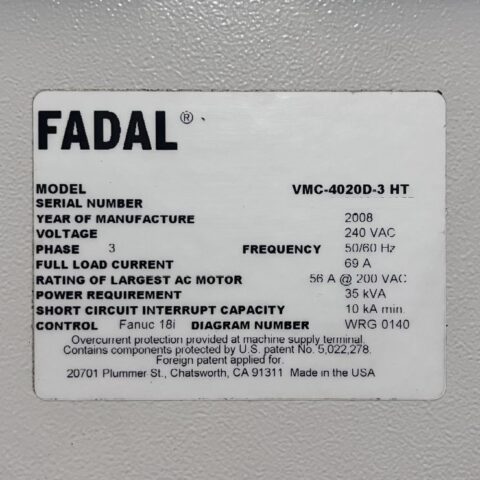 FADAL®
MODEL VMC-4020D-3 HT
SERIAL NUMBER
YEAR OF MANUFACTURE 2008
VOLTAGE 240 VAC
PHASE 3 FREQUENCY 50/60 Hz
FULL LOAD CURRENT 69 A
RATING OF LARGEST AC MOTOR 56 A @ 200 VAC
POWER REQUIREMENT 35 kVA
SHORT CIRCUIT INTERRUPT CAPACITY 10 kA min.
CONTROL Fanuc 18i DIAGRAM NUMBER WRG 0140
Overcurrent protection provided at machine supply terminal.
Contains components protected by U.S. patent No. 5,022,278.
Foreign patent applied for.
20701 Plummer St., Chatsworth, CA 91311 Made in the USA